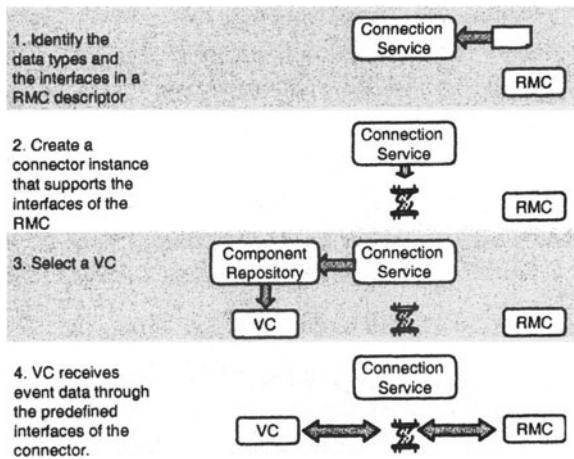 1. Identify the
data types and
the interfaces in a
RMC descriptor
Connection
Service
RMC
2. Create a
connector instance
that supports the
interfaces of the
RMC
Connection
Service
RMC
3. Select a VC
Component
Repository
Connection
Service
VC
RMC
4. VC receives
event data through
the predefined
interfaces of the
connector.
Connection
Service
VC
RMC